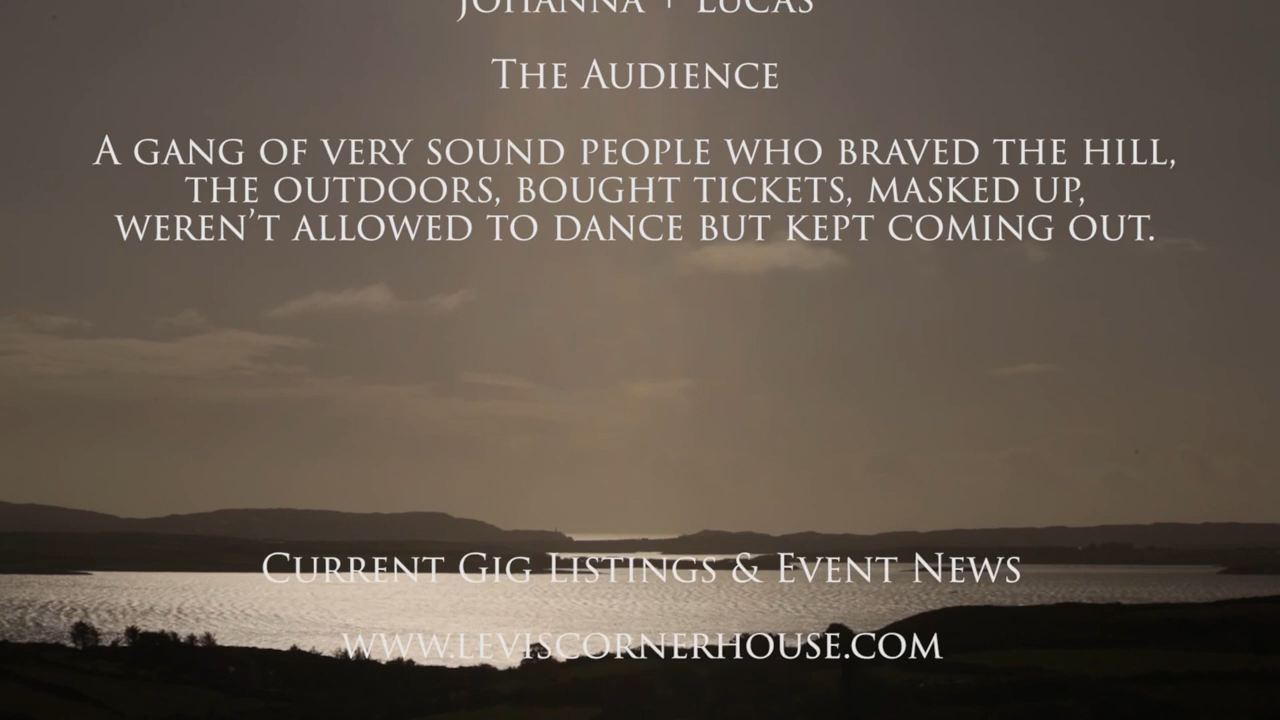 Johanna + Lucas
The Audience
A gang of very sound people who braved the hill,
the outdoors, bought tickets, masked up,
weren't allowed to dance but kept coming out.
Current Gig Listings & Event News
www.leviscornerhouse.com